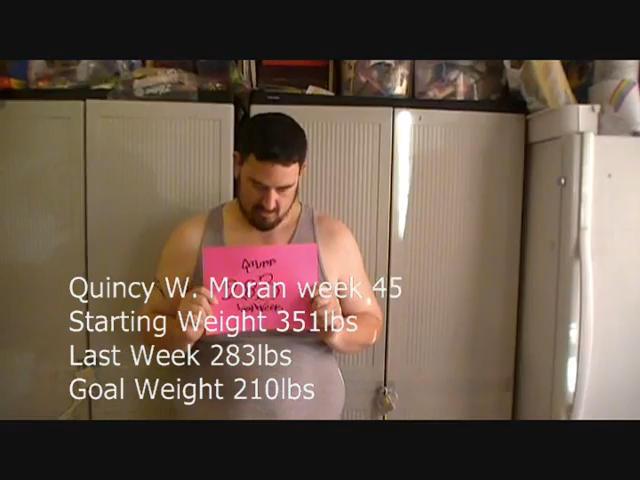 Quincy W. Moran week 45
Starting Weight 351lbs
Last Week 283lbs
Goal Weight 210lbs